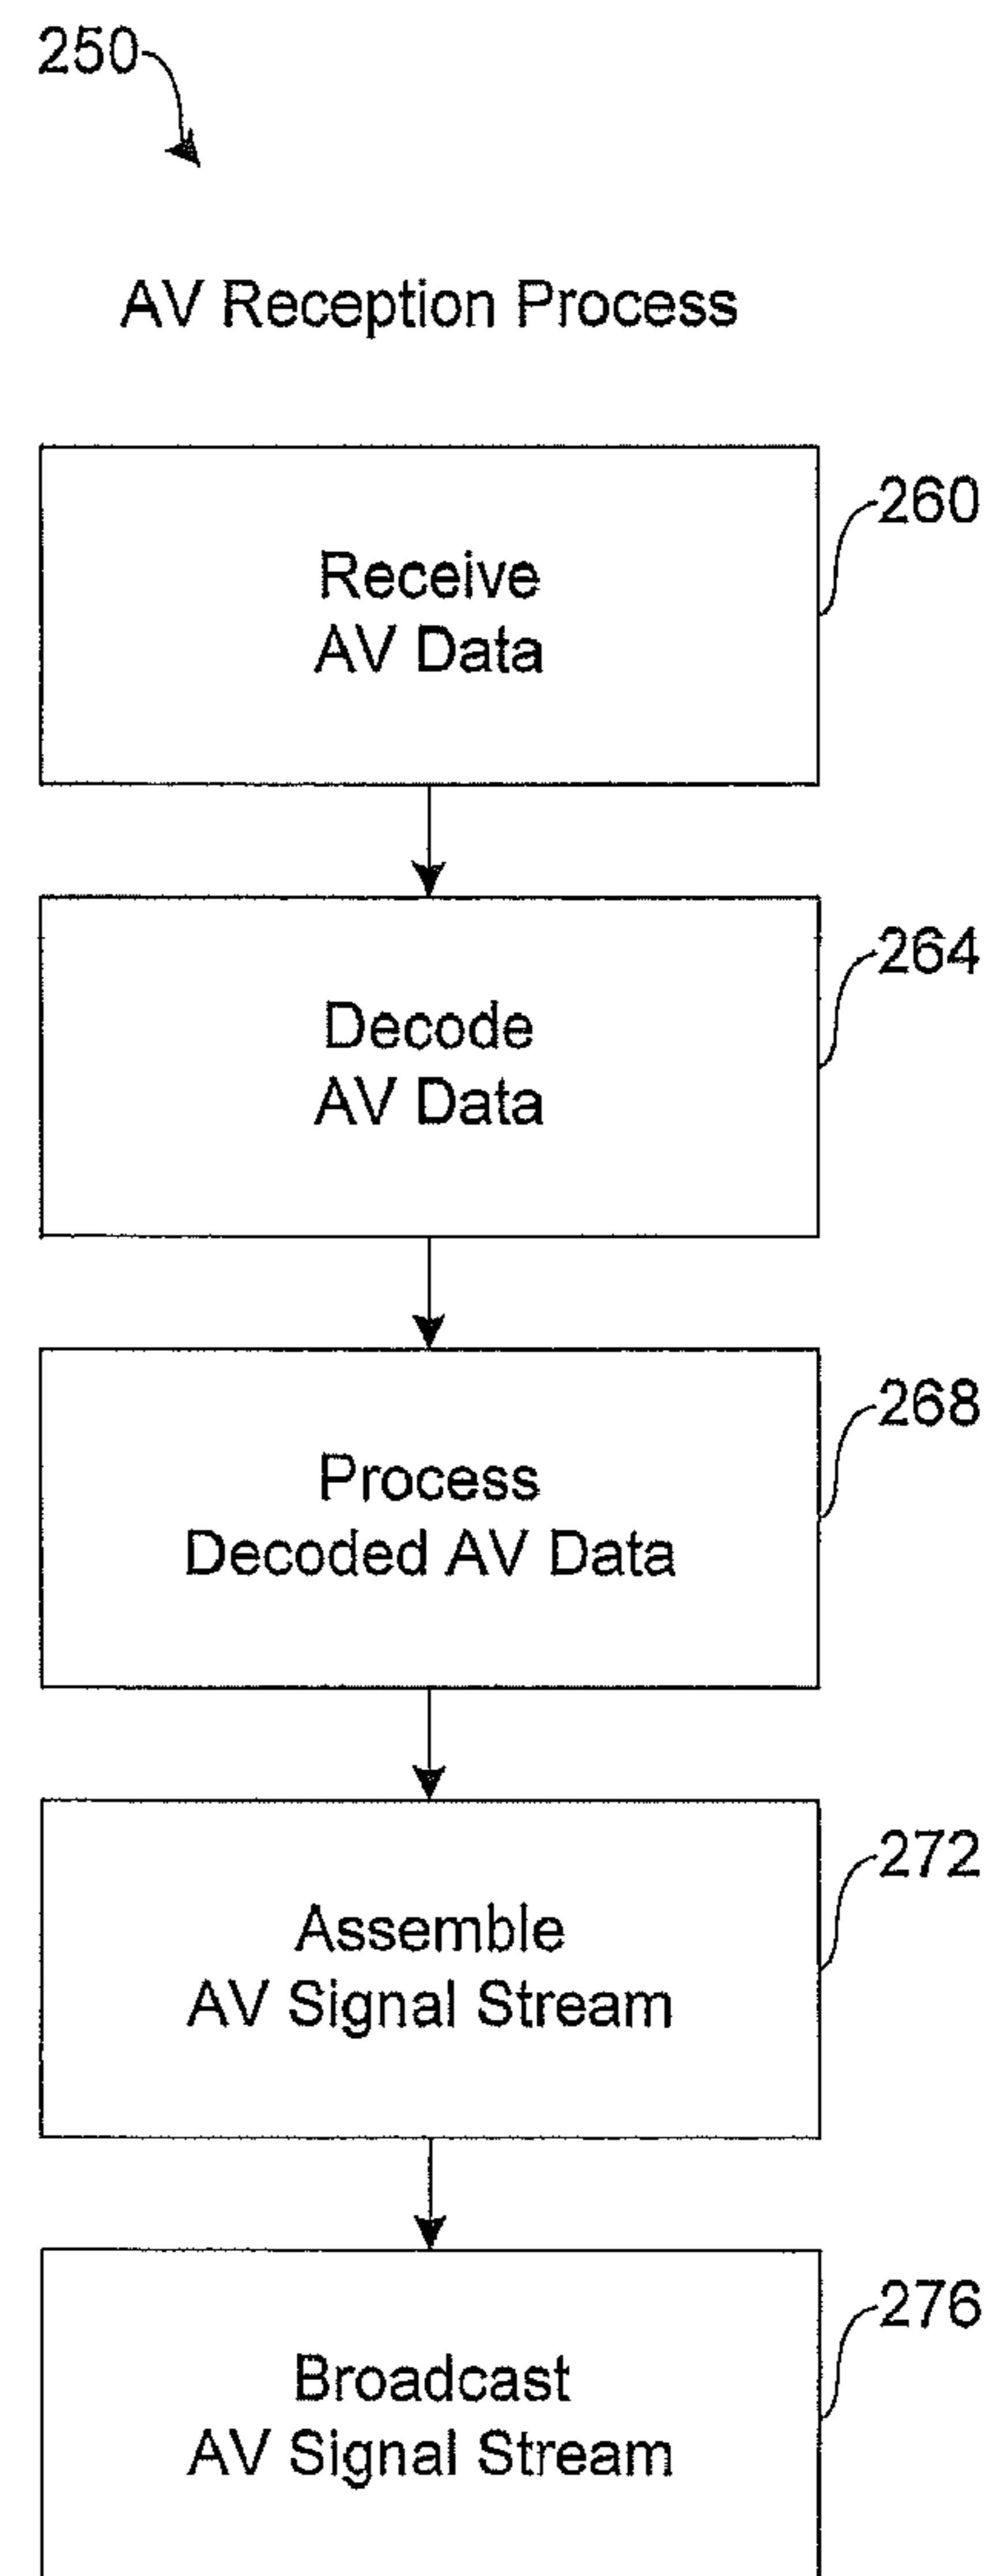 250
AV Reception Process
260
Receive
AV Data
264
Decode
AV Data
268
Process
Decoded AV Data
272
Assemble
AV Signal Stream
276
Broadcast
AV Signal Stream